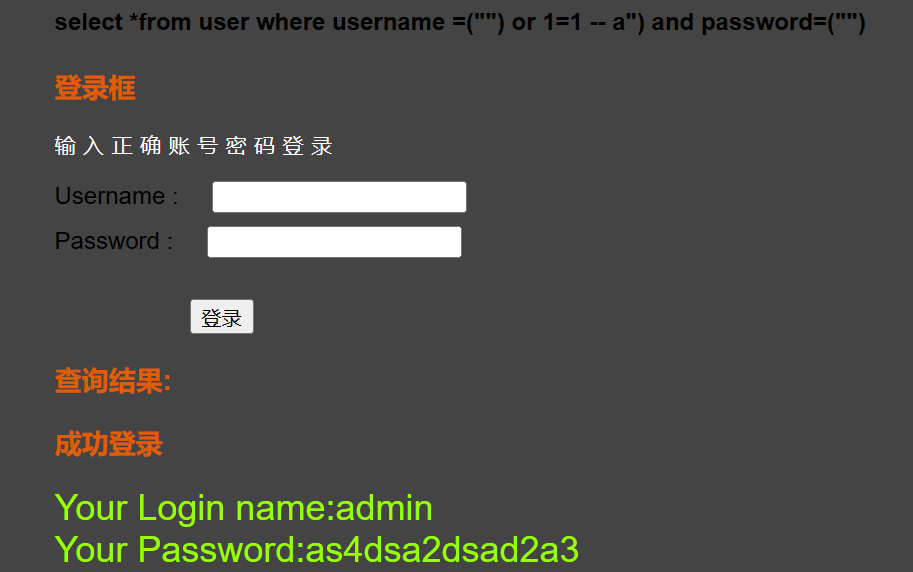 select *from user where username =("") or 1=1 -- a") and password=("")
登录框
输入正确账号密码登录
Username :
Password :
登录
查询结果:
成功登录
Your Login name:admin
Your Password:as4dsa2dsad2a3